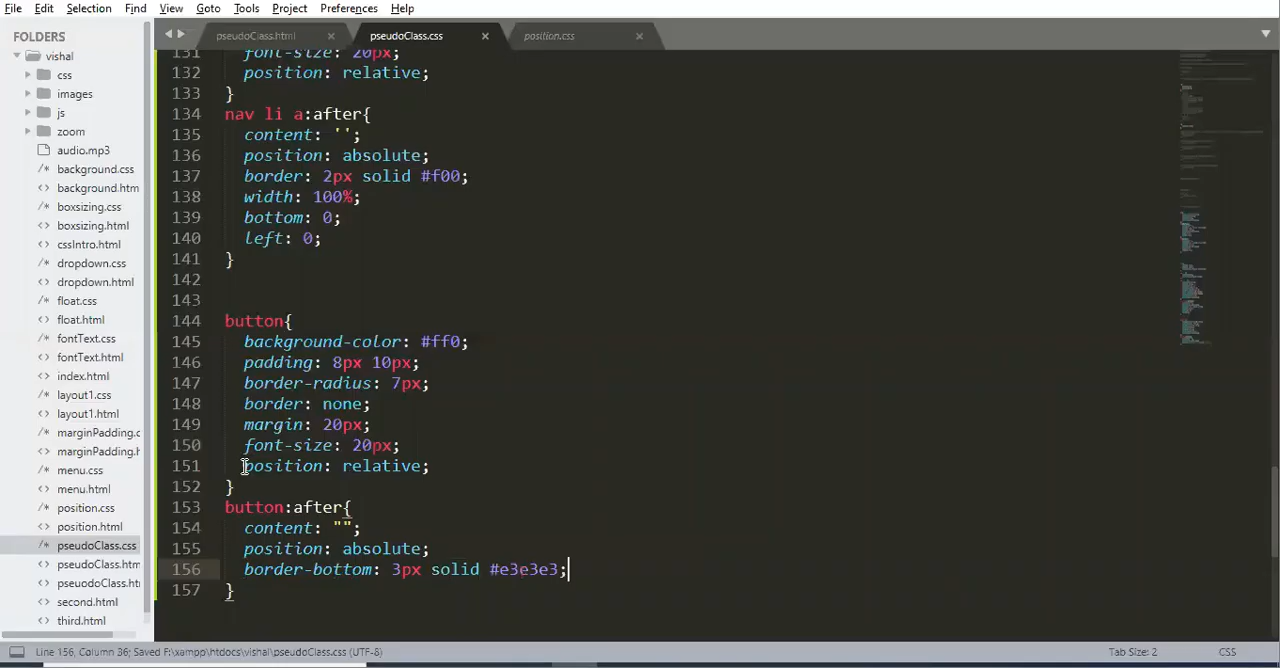 File Edit Selection Find View Goto Tools Project Preferences Help
FOLDERS
vishal
css
images
js
zoom
audio.mp3
/* background.css
<> background.htm
/* boxsizing.css
<> boxsizing.html
<> cssIntro.html
/* dropdown.css
<> dropdown.html
/* float.css
<> float.html
/* fontText.css
<> fontText.html
<> index.html
/* layout1.css
<> layout1.html
/* marginPadding.c
<> marginPadding.h
/* menu.css
<> menu.html
/* position.css
<> position.html
/* pseudoClass.css
<> pseudoClass.htm
<> pseuodoClass.ht
<> second.html
<> third.html
pseudoClass.html × pseudoClass.css × position.css ×
131 font-size: 20px;
132 position: relative;
133 }
134 nav li a:after{
135 content: '';
136 position: absolute;
137 border: 2px solid #f00;
138 width: 100%;
139 bottom: 0;
140 left: 0;
141 }
142
143
144 button{
145 background-color: #ff0;
146 padding: 8px 10px;
147 border-radius: 7px;
148 border: none;
149 margin: 20px;
150 font-size: 20px;
151 position: relative;
152 }
153 button:after{
154 content: "";
155 position: absolute;
156 border-bottom: 3px solid #e3e3e3;
157 }
Line 156, Column 36; Saved F:\xampp\htdocs\vishal\pseudoClass.css (UTF-8) Tab Size: 2 CSS